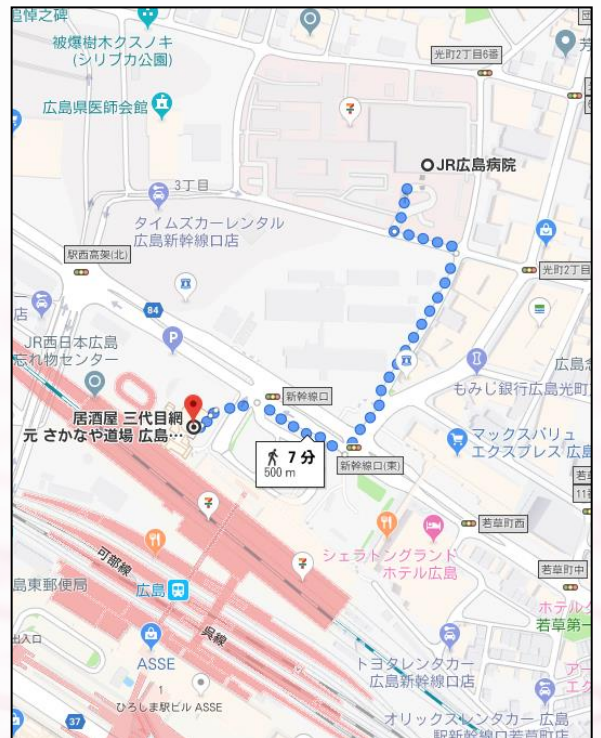 追悼之碑
被爆樹木クスノキ
(シリブカ公園)
光町2丁目6番
広島県医師会館
JR広島病院
3丁目
タイムズカーレンタル
広島新幹線口店
駅西高架(北)
光町2丁目
店
84
P
JR西日本広島
忘れ物センター
新幹線口
もみじ銀行広島光町
居酒屋 三代目網
元 さかなや道場 広島…
7分
500 m
新幹線口(東)
マックスバリュ
エクスプレス 広島
若草町西
シェラトングランド
ホテル広島
可部線
若草町中
島東郵便局
広島
呉線
若草第一
出入口
ASSE
トヨタレンタカー
広島新幹線口店
1
ひろしま駅ビル ASSE
37
オリックスレンタカー 広島
駅新幹線口若草町店